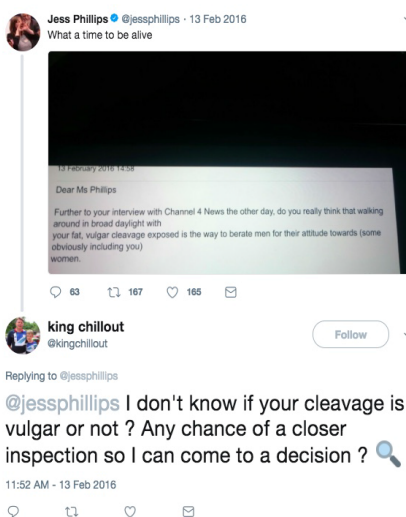 Jess Phillips @jessphillips · 13 Feb 2016
What a time to be alive
13 February 2016 14:58
Dear Ms Phillips
Further to your interview with Channel 4 News the other day, do you really think that walking
around in broad daylight with
your fat, vulgar cleavage exposed is the way to berate men for their attitude towards (some
obviously including you)
women.
63 167 165
king chillout
@kingchillout
Follow
Replying to @jessphillips
@jessphillips I don't know if your cleavage is
vulgar or not ? Any chance of a closer
inspection so I can come to a decision ?
11:52 AM - 13 Feb 2016